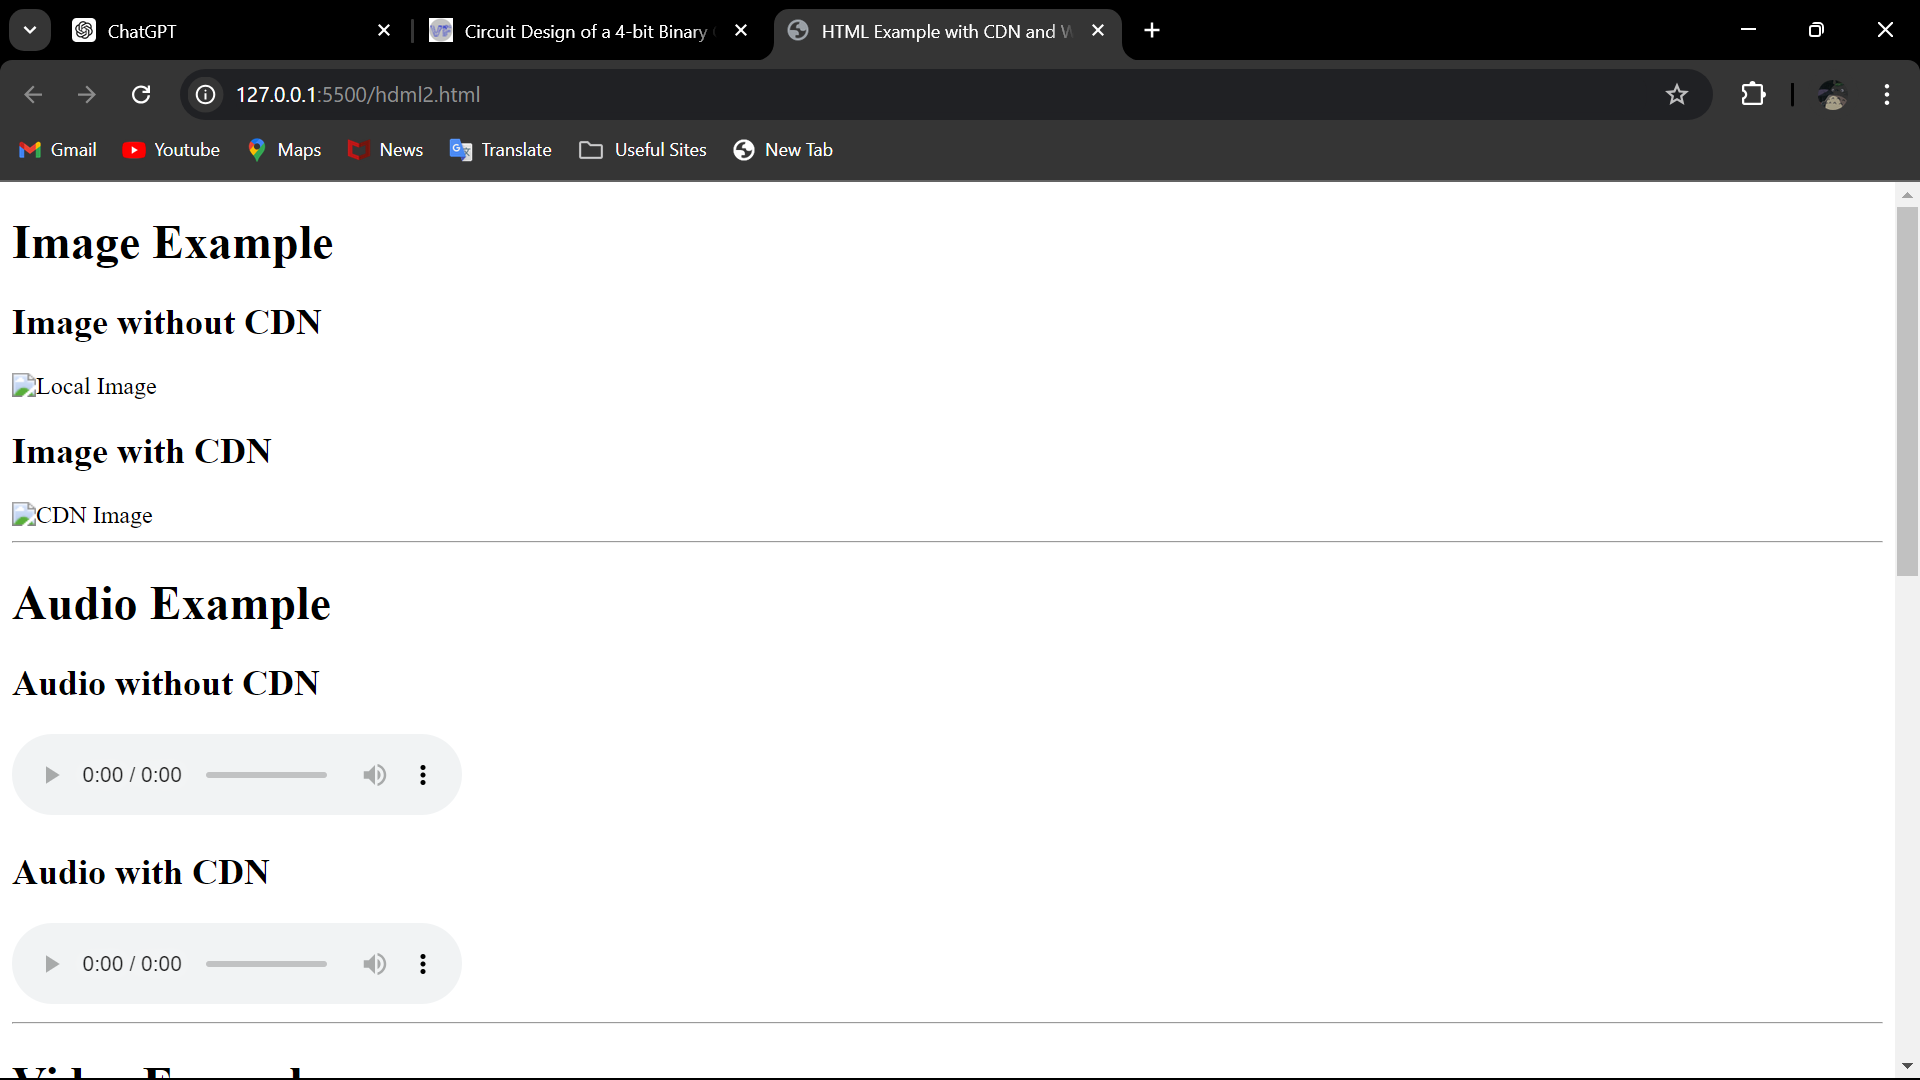 ChatGPT
Circuit Design of a 4-bit Binary
HTML Example with CDN and
127.0.0.1:5500/hdml2.html
Gmail
Youtube
Maps
News
Translate
Useful Sites
New Tab
Image Example
Image without CDN
Local Image
Image with CDN
CDN Image
Audio Example
Audio without CDN
0:00 / 0:00
Audio with CDN
0:00 / 0:00